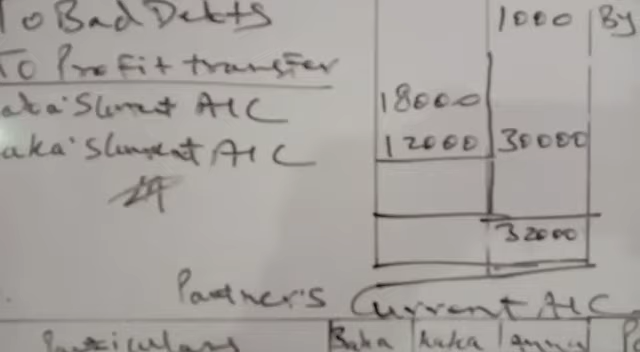 To Bad Debts 1000 By
To Profit transfer
aka's Current A/C 18000
aka's Current A/C 12000 30000
32000
Partner's Current A/C
Particulars Baka Kaka